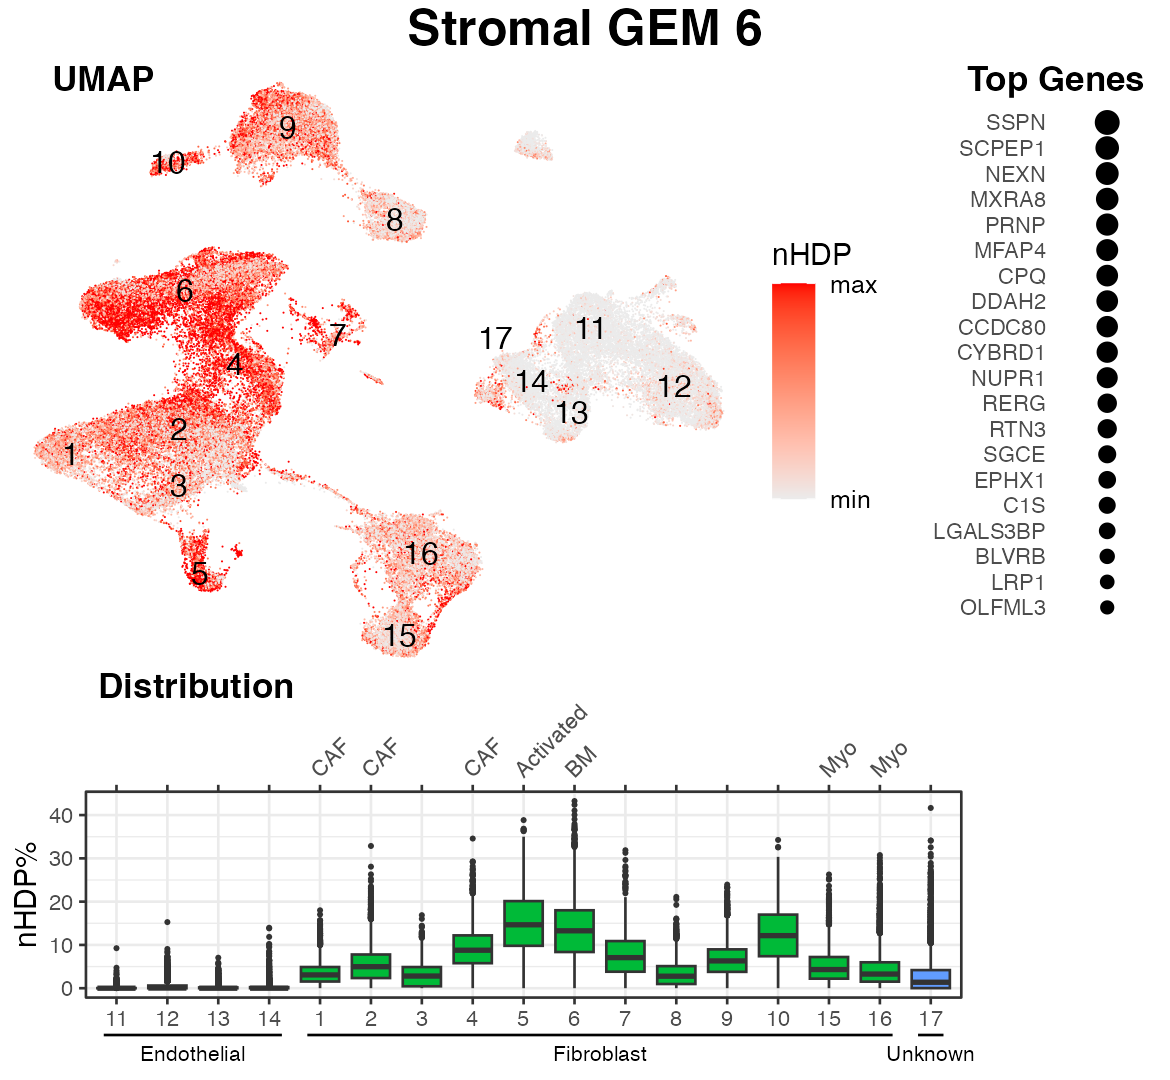 Stromal GEM 6
UMAP
Top Genes
9
10
8
6
7
4
2
1
3
5
16
15
17
11
14
12
13
nHDP
max
min
SSPN
SCPEP1
NEXN
MXRA8
PRNP
MFAP4
CPQ
DDAH2
CCDC80
CYBRD1
NUPR1
RERG
RTN3
SGCE
EPHX1
C1S
LGALS3BP
BLVRB
LRP1
OLFML3
Distribution
CAF CAF CAF Activated BM Myo Myo
nHDP%
40
30
20
10
0
11 12 13 14 1 2 3 4 5 6 7 8 9 10 15 16 17
Endothelial Fibroblast Unknown